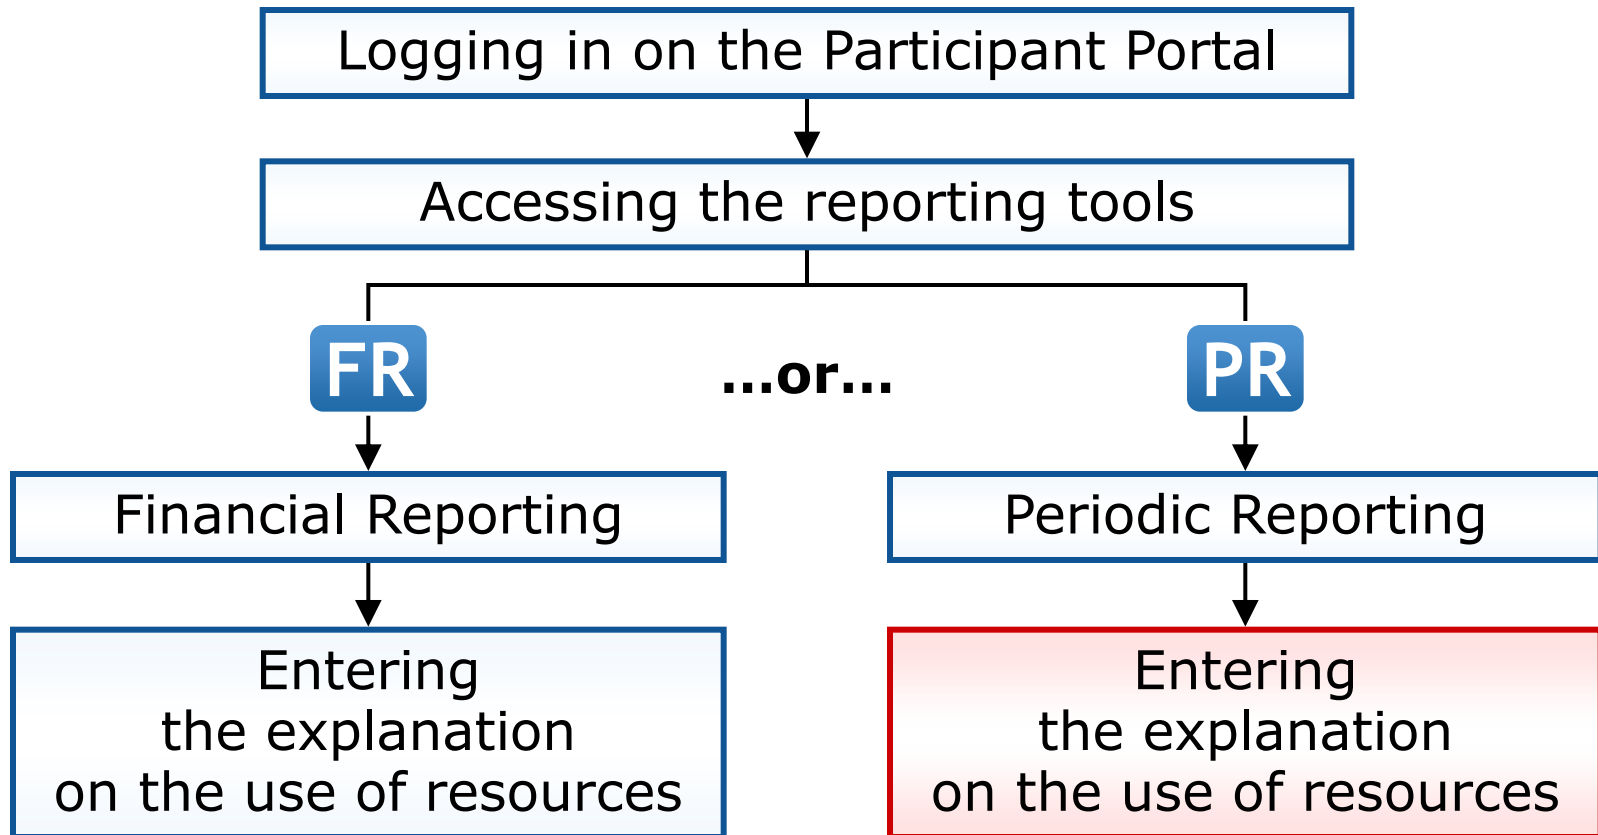 Logging in on the Participant Portal
Accessing the reporting tools
FR
...or...
PR
Financial Reporting
Periodic Reporting
Entering
the explanation
on the use of resources
Entering
the explanation
on the use of resources